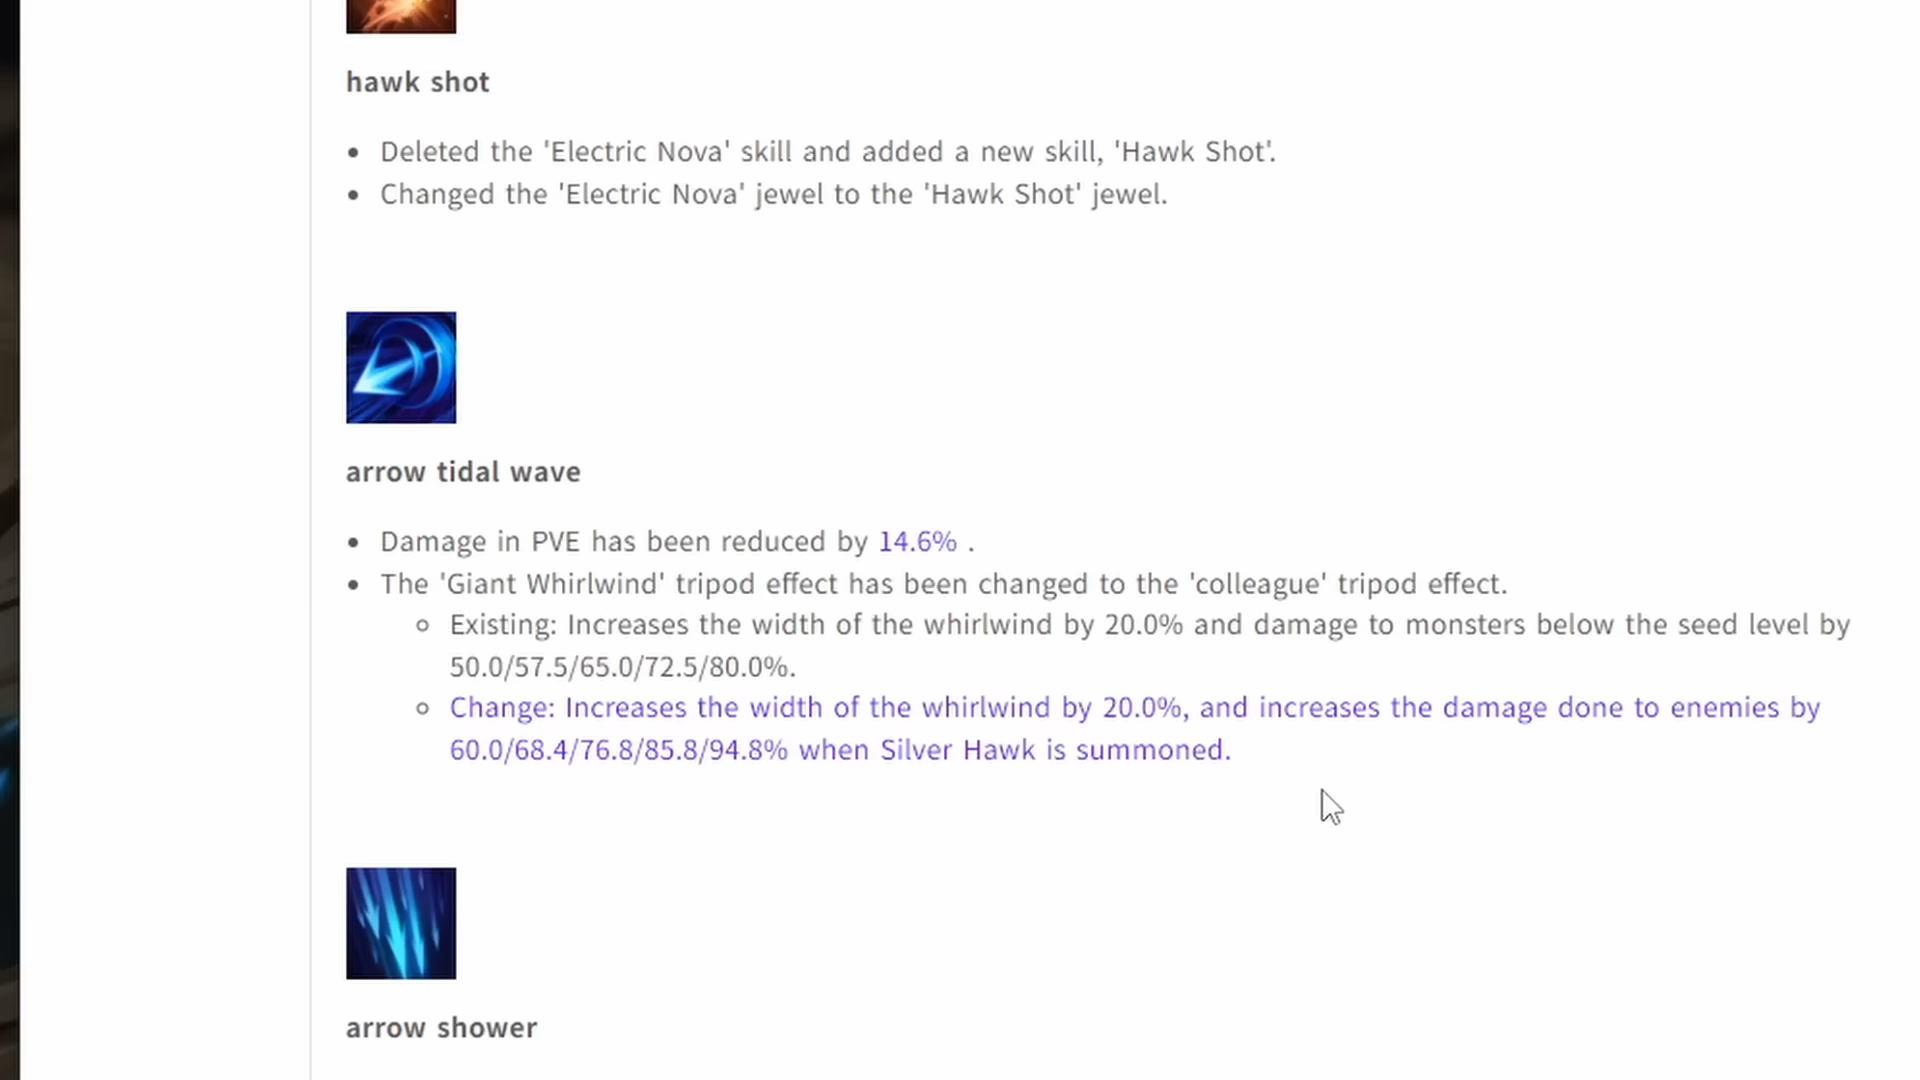 hawk shot
Deleted the 'Electric Nova' skill and added a new skill, 'Hawk Shot'.
Changed the 'Electric Nova' jewel to the 'Hawk Shot' jewel.
arrow tidal wave
Damage in PVE has been reduced by 14.6% .
The 'Giant Whirlwind' tripod effect has been changed to the 'colleague' tripod effect.
Existing: Increases the width of the whirlwind by 20.0% and damage to monsters below the seed level by
50.0/57.5/65.0/72.5/80.0%.
Change: Increases the width of the whirlwind by 20.0%, and increases the damage done to enemies by
60.0/68.4/76.8/85.8/94.8% when Silver Hawk is summoned.
arrow shower